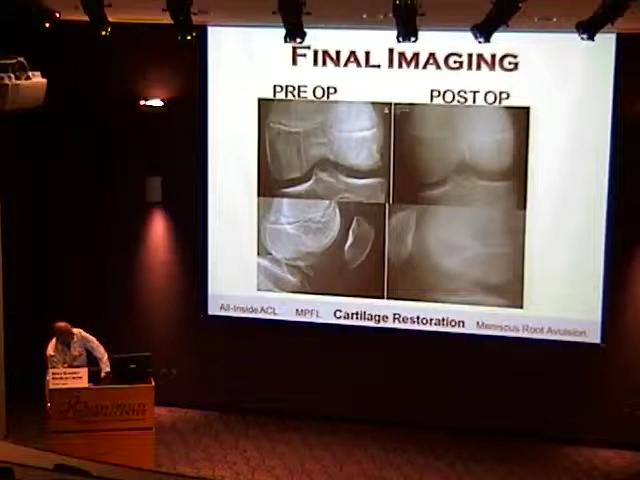 FINAL IMAGING
PRE OP
POST OP
All-Inside ACL MPFL Cartilage Restoration Meniscus Root Avulsion